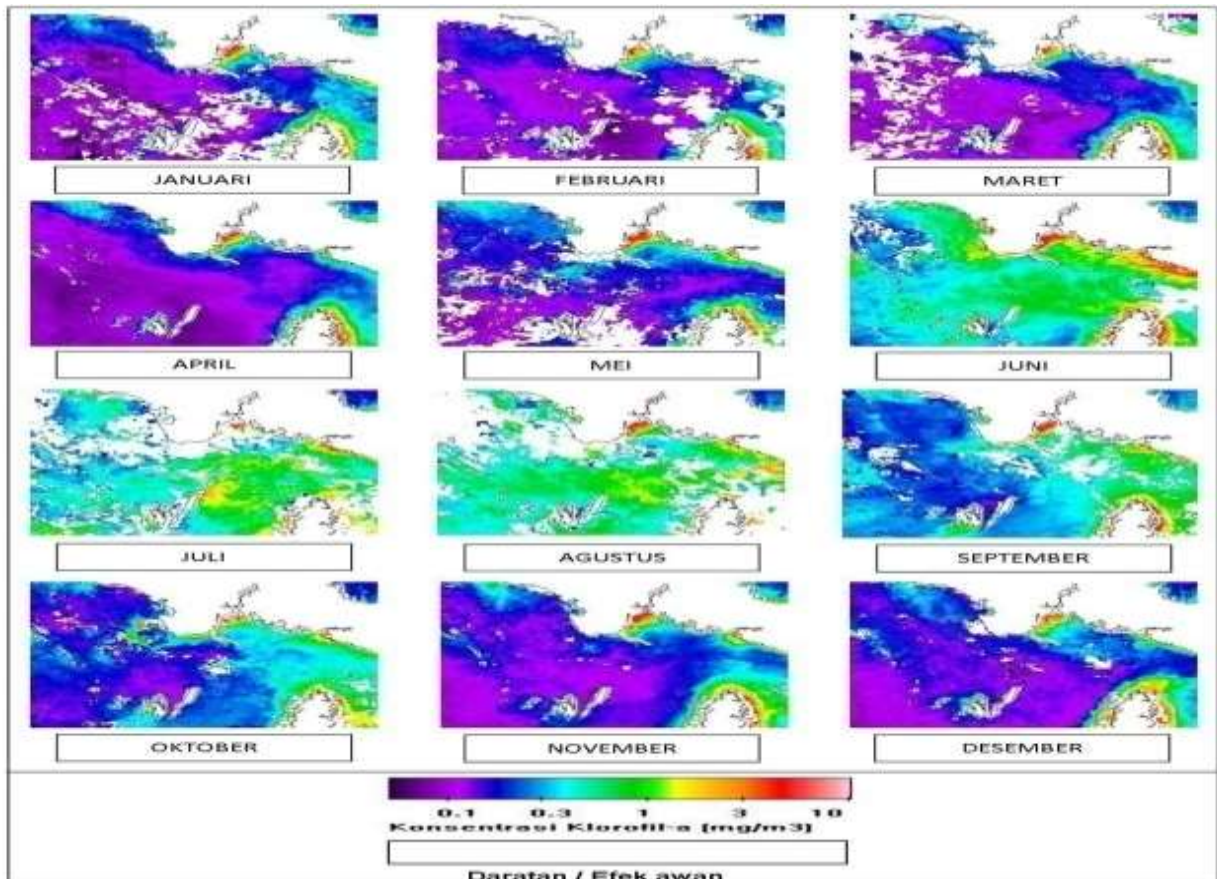 JANUARI
FEBRUARI
MARET
APRIL
MEI
JUNI
JULI
AGUSTUS
SEPTEMBER
OKTOBER
NOVEMBER
DESEMBER
0.1 0.3 1 3 10
Konsentrasi Klorofil-a [mg/m3]
Daratan / Efek awan